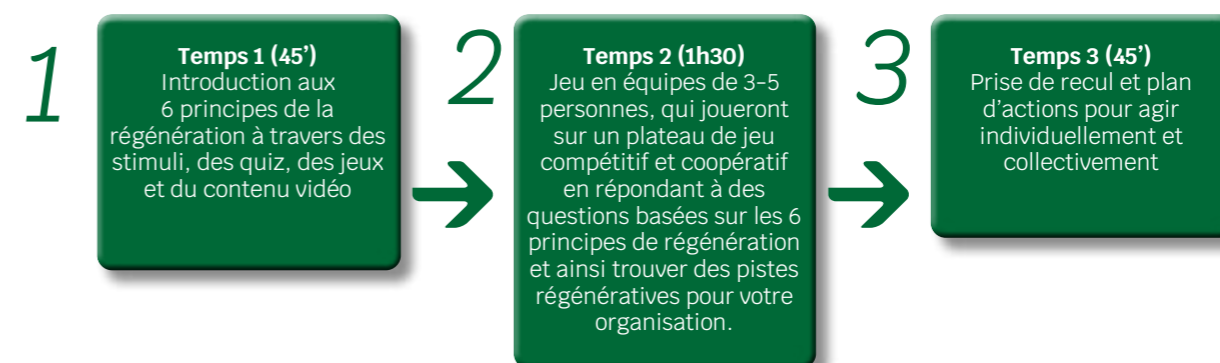 1
Temps 1 (45’)
Introduction aux
6 principes de la
régénération à travers des
stimuli, des quiz, des jeux
et du contenu vidéo
2
Temps 2 (1h30)
Jeu en équipes de 3-5
personnes, qui joueront
sur un plateau de jeu
compétitif et coopératif
en répondant à des
questions basées sur les 6
principes de régénération
et ainsi trouver des pistes
régénératives pour votre
organisation.
3
Temps 3 (45’)
Prise de recul et plan
d’actions pour agir
individuellement et
collectivement